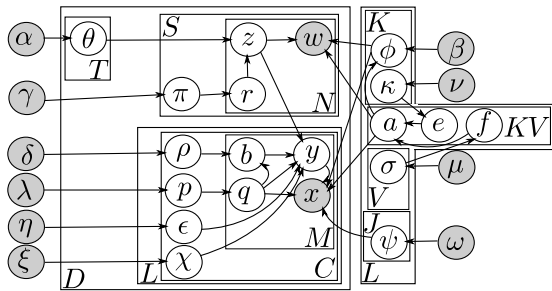 α θ S z w K ϕ β
T κ ν
γ π r N a e f KV
δ ρ b y
λ p q x σ μ
V
η ϵ M J
ξ χ C ψ ω
D L L